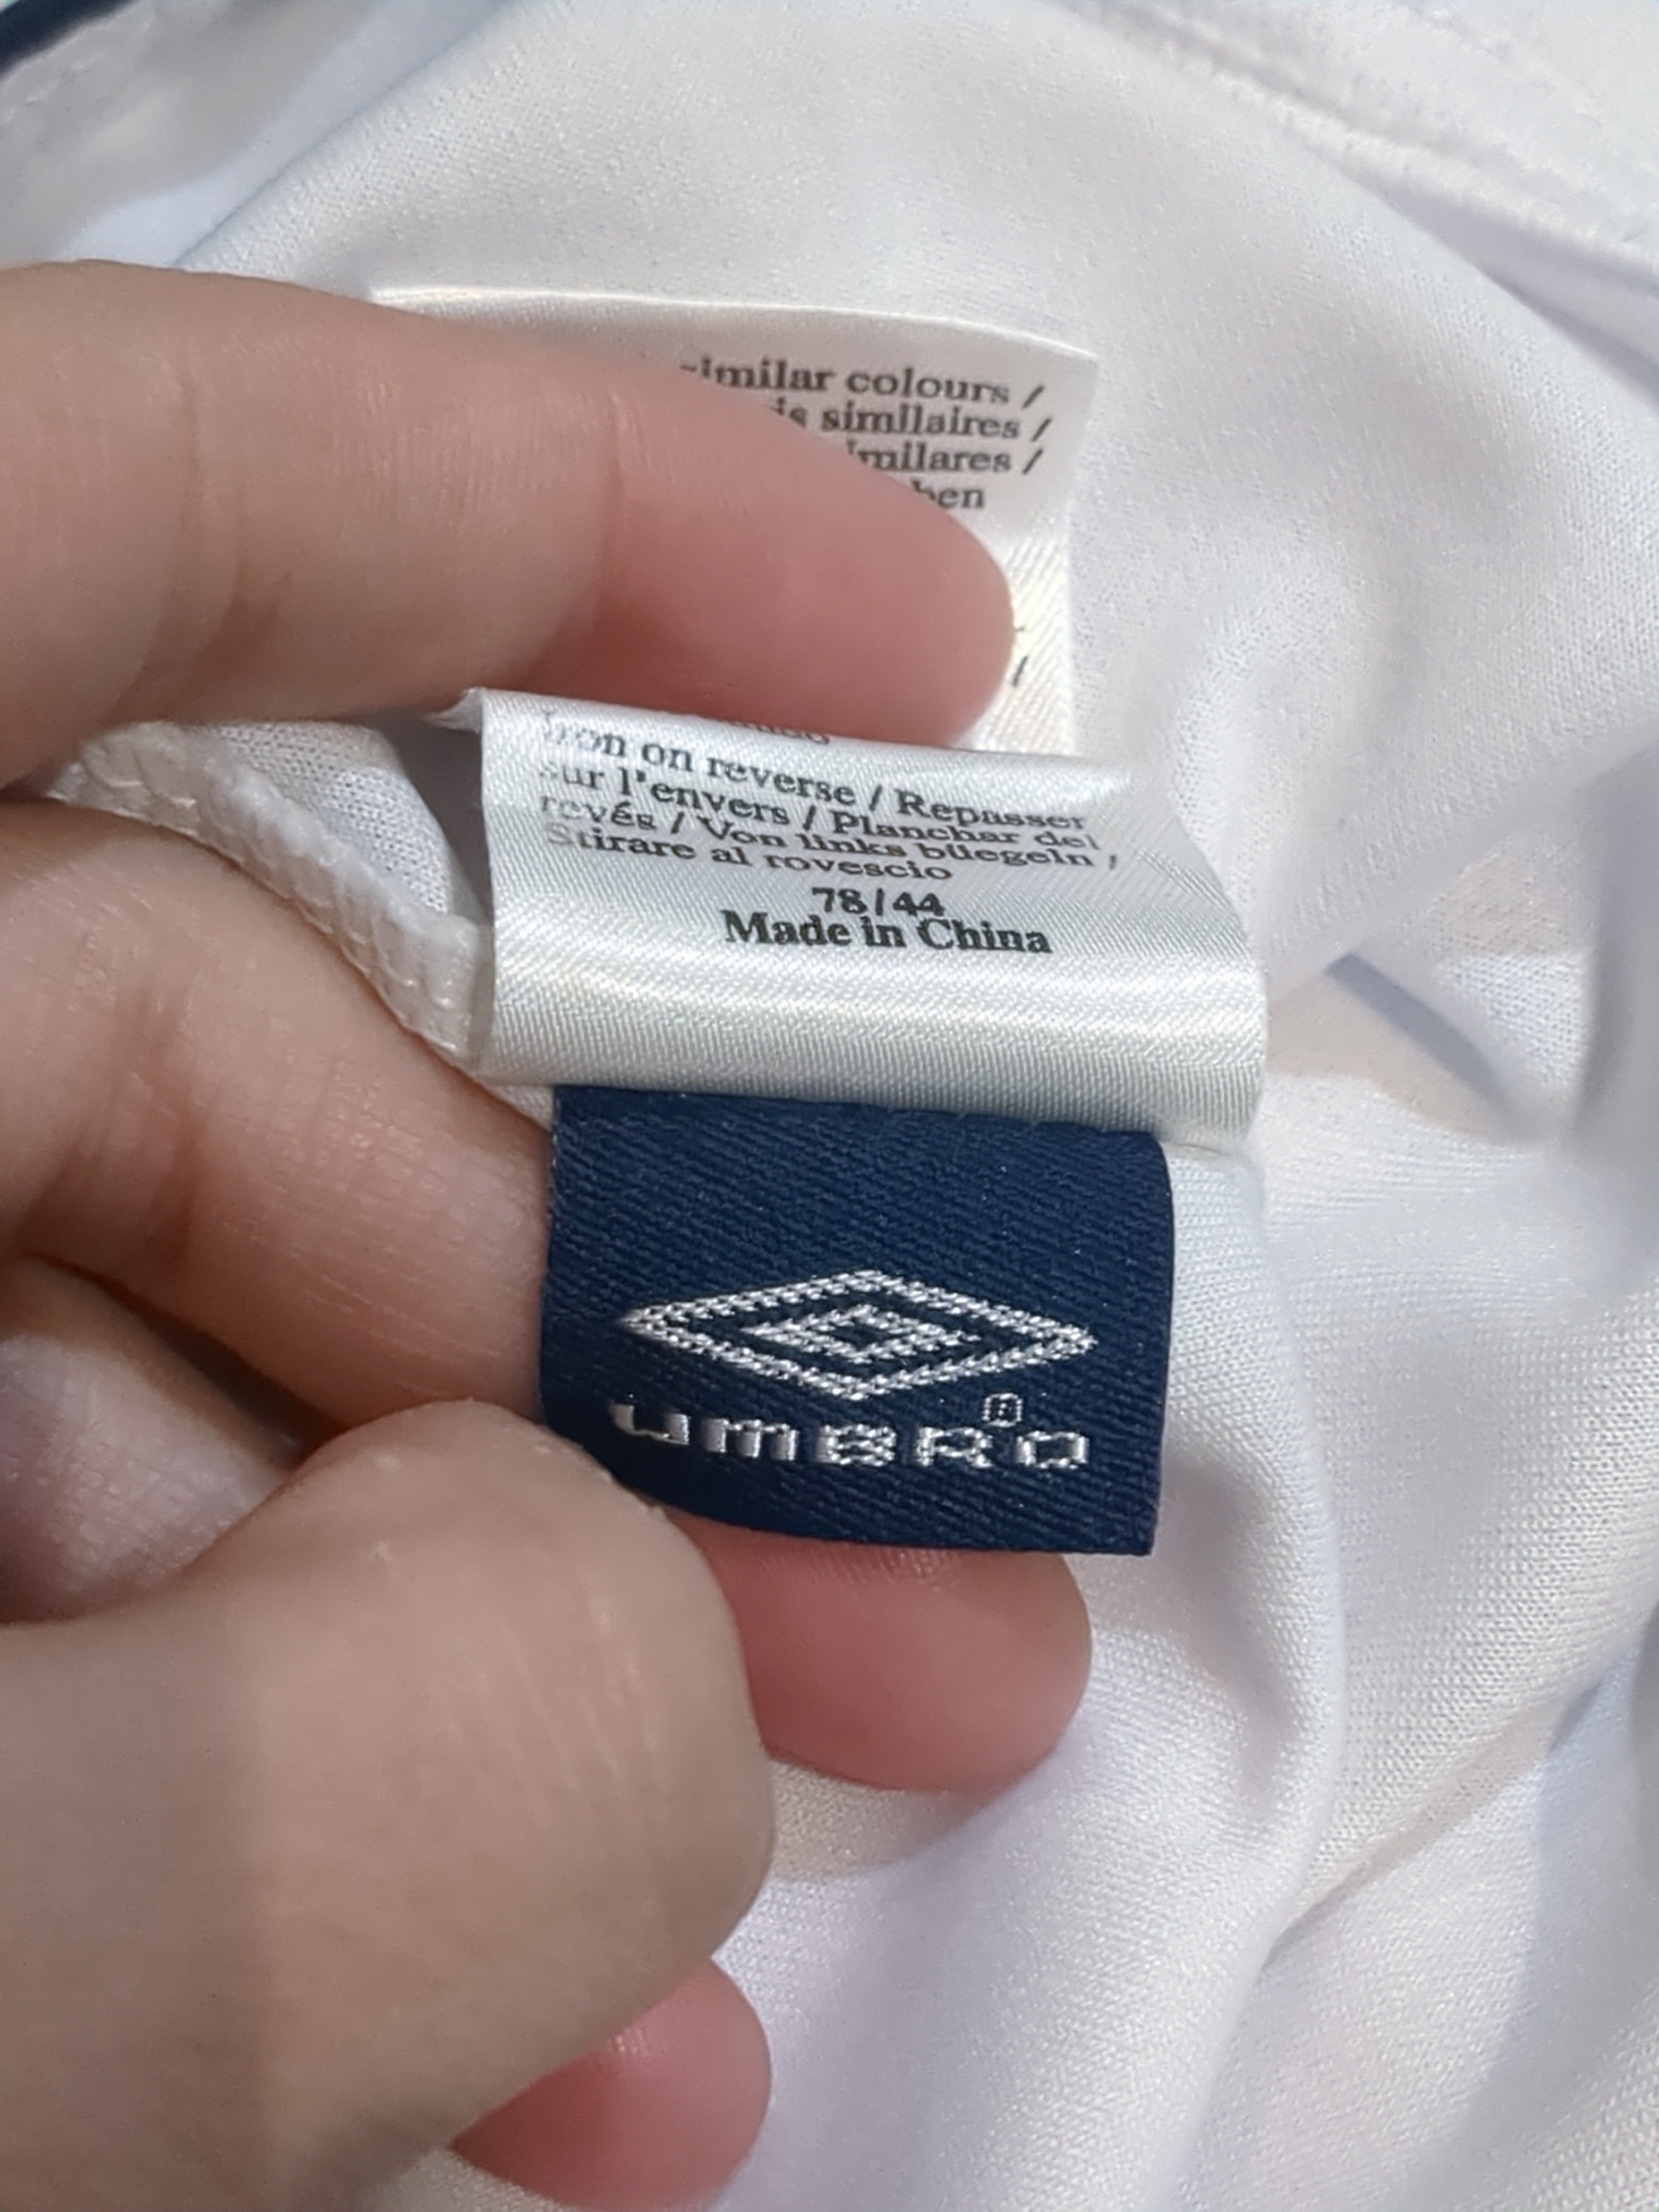 similar colours /
similaires /
similares /
/
Iron on reverse / Repasser
sur l'envers / Planchar del
revés / Von links büegeln /
Stirare al rovescio
78/44
Made in China
umbro®